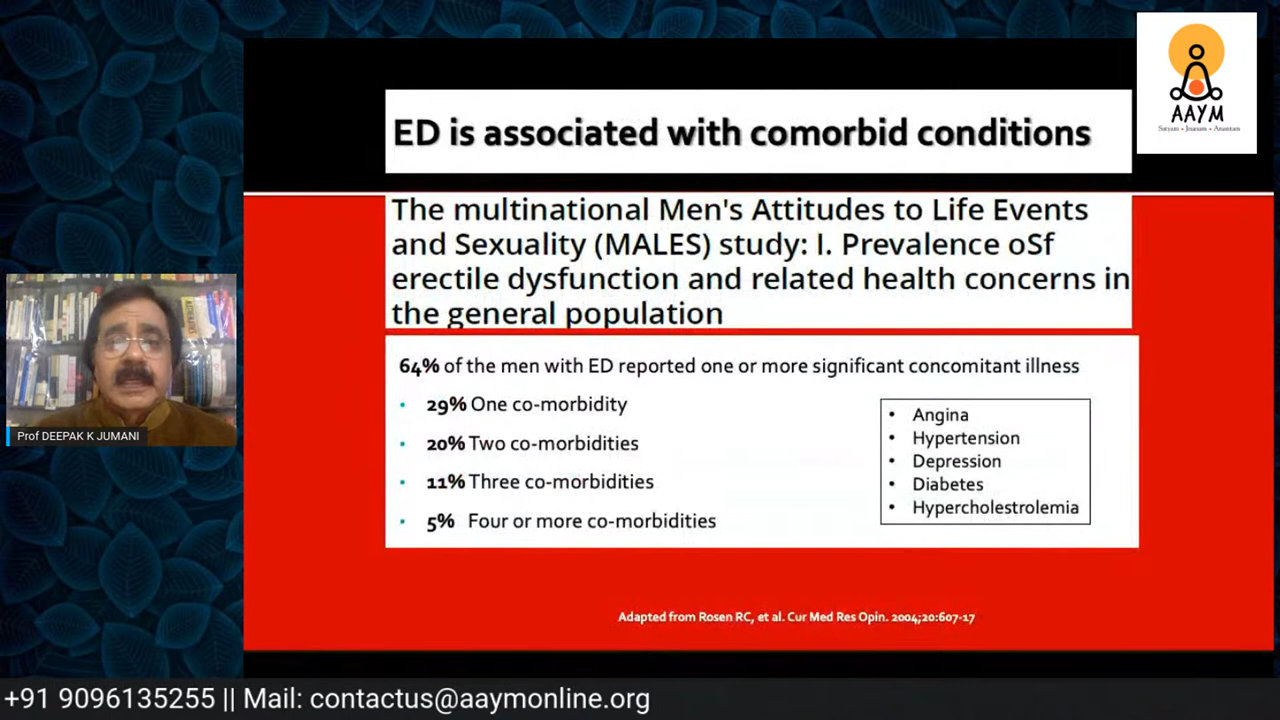 AAYM
Satyam • Jnanam • Anantam
ED is associated with comorbid conditions
The multinational Men's Attitudes to Life Events
and Sexuality (MALES) study: I. Prevalence oSf
erectile dysfunction and related health concerns in
the general population
64% of the men with ED reported one or more significant concomitant illness
• 29% One co-morbidity
• 20% Two co-morbidities
• 11% Three co-morbidities
• 5% Four or more co-morbidities
• Angina
• Hypertension
• Depression
• Diabetes
• Hypercholestrolemia
Adapted from Rosen RC, et al. Cur Med Res Opin. 2004;20:607-17
Prof DEEPAK K JUMANI
+91 9096135255 || Mail: contactus@aaymonline.org